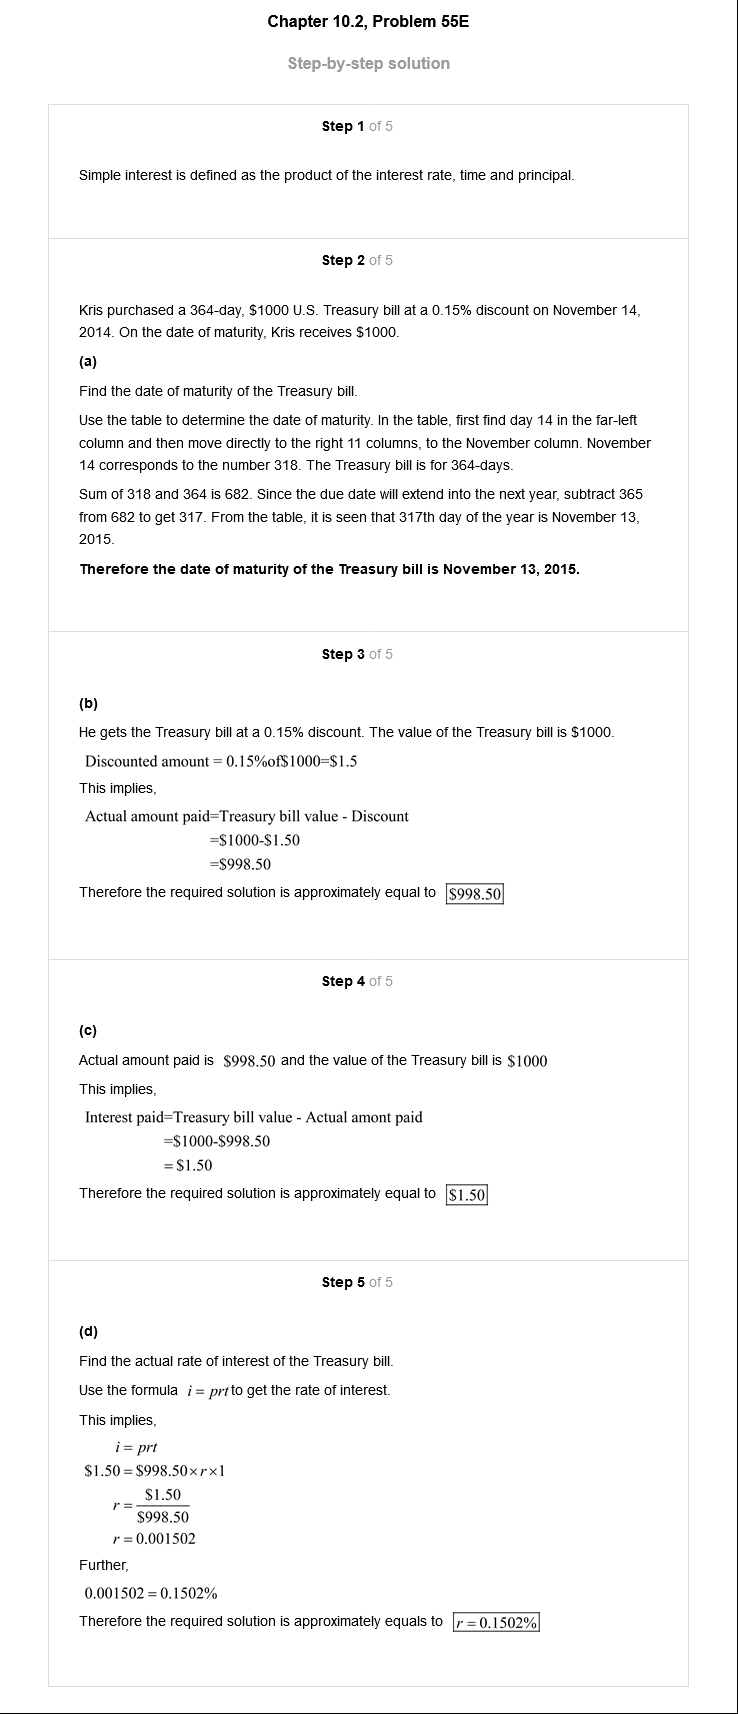 Chapter 10.2, Problem 55E
Step-by-step solution
Step 1 of 5
Simple interest is defined as the product of the interest rate, time and principal.
Step 2 of 5
Kris purchased a 364-day, $1000 U.S. Treasury bill at a 0.15% discount on November 14,
2014. On the date of maturity, Kris receives $1000.
(a)
Find the date of maturity of the Treasury bill.
Use the table to determine the date of maturity. In the table, first find day 14 in the far-left
column and then move directly to the right 11 columns, to the November column. November
14 corresponds to the number 318. The Treasury bill is for 364-days.
Sum of 318 and 364 is 682. Since the due date will extend into the next year, subtract 365
from 682 to get 317. From the table, it is seen that 317th day of the year is November 13,
2015.
Therefore the date of maturity of the Treasury bill is November 13, 2015.
Step 3 of 5
(b)
He gets the Treasury bill at a 0.15% discount. The value of the Treasury bill is $1000.
Discounted amount = 0.15%of$1000=$1.5
This implies,
Actual amount paid=Treasury bill value - Discount
=$1000-$1.50
=$998.50
Therefore the required solution is approximately equal to $998.50
Step 4 of 5
(c)
Actual amount paid is $998.50 and the value of the Treasury bill is $1000
This implies,
Interest paid=Treasury bill value - Actual amont paid
=$1000-$998.50
= $1.50
Therefore the required solution is approximately equal to $1.50
Step 5 of 5
(d)
Find the actual rate of interest of the Treasury bill.
Use the formula i = prt to get the rate of interest.
This implies,
i = prt
$1.50 = $998.50×r×1
r = $1.50
$998.50
r = 0.001502
Further,
0.001502 = 0.1502%
Therefore the required solution is approximately equals to r = 0.1502%